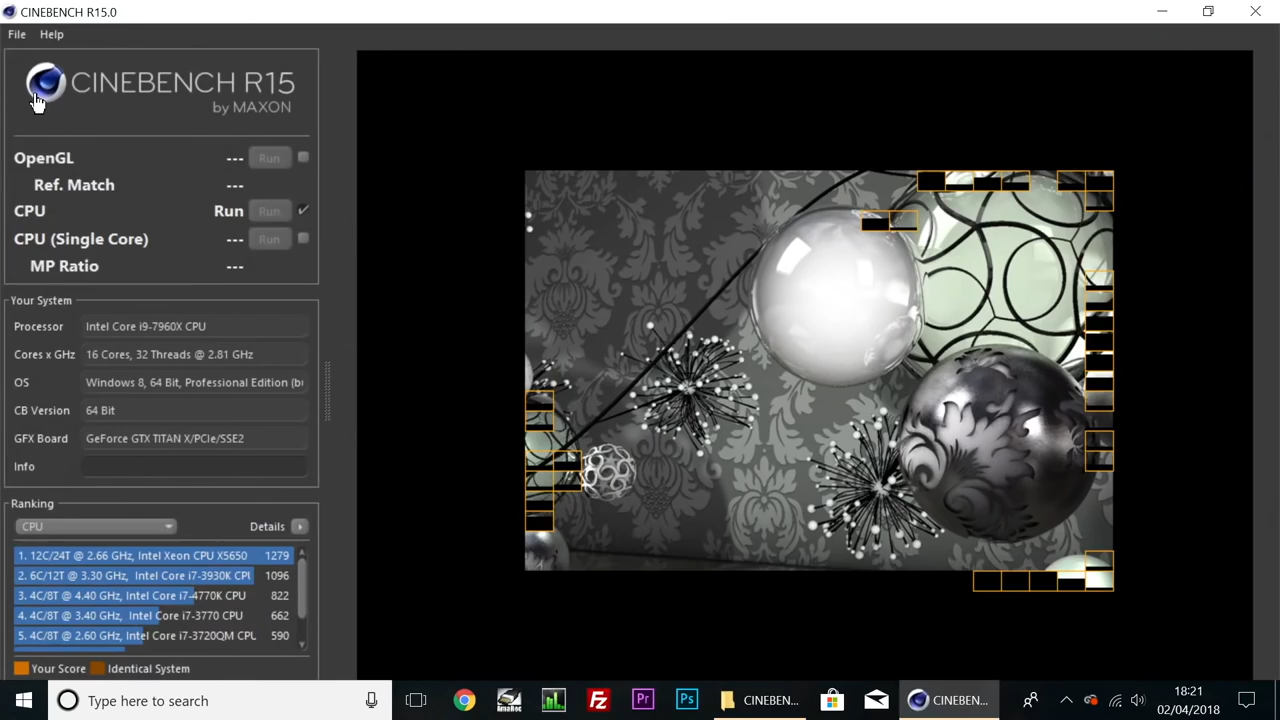 CINEBENCH R15.0
File Help
CINEBENCH R15
by MAXON
OpenGL --- Run
Ref. Match ---
CPU Run Run
CPU (Single Core) --- Run
MP Ratio ---
Your System
Processor Intel Core i9-7960X CPU
Cores x GHz 16 Cores, 32 Threads @ 2.81 GHz
OS Windows 8, 64 Bit, Professional Edition (bu
CB Version 64 Bit
GFX Board GeForce GTX TITAN X/PCIe/SSE2
Info
Ranking
CPU Details
1. 12C/24T @ 2.66 GHz, Intel Xeon CPU X5650 1279
2. 6C/12T @ 3.30 GHz, Intel Core i7-3930K CPU 1096
3. 4C/8T @ 4.40 GHz, Intel Core i7-4770K CPU 822
4. 4C/8T @ 3.40 GHz, Intel Core i7-3770 CPU 662
5. 4C/8T @ 2.60 GHz, Intel Core i7-3720QM CPU 590
Your Score Identical System
Type here to search
Pr
Ps
CINEBEN...
CINEBEN...
18:21
02/04/2018